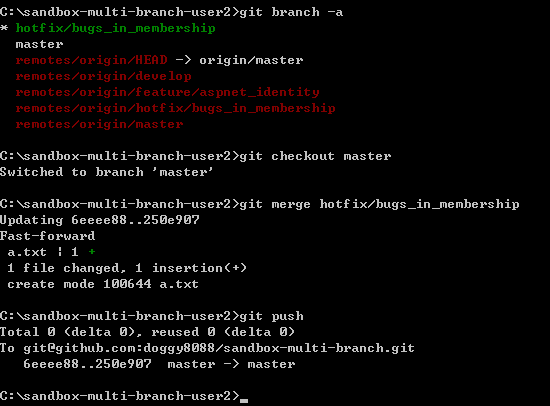 C:\sandbox-multi-branch-user2>git branch -a
* hotfix/bugs_in_membership
  master
  remotes/origin/HEAD -> origin/master
  remotes/origin/develop
  remotes/origin/feature/aspnet_identity
  remotes/origin/hotfix/bugs_in_membership
  remotes/origin/master
C:\sandbox-multi-branch-user2>git checkout master
Switched to branch 'master'
C:\sandbox-multi-branch-user2>git merge hotfix/bugs_in_membership
Updating 6eeee88..250e907
Fast-forward
 a.txt | 1 +
 1 file changed, 1 insertion(+)
 create mode 100644 a.txt
C:\sandbox-multi-branch-user2>git push
Total 0 (delta 0), reused 0 (delta 0)
To git@github.com:doggy8088/sandbox-multi-branch.git
   6eeee88..250e907  master -> master
C:\sandbox-multi-branch-user2>_